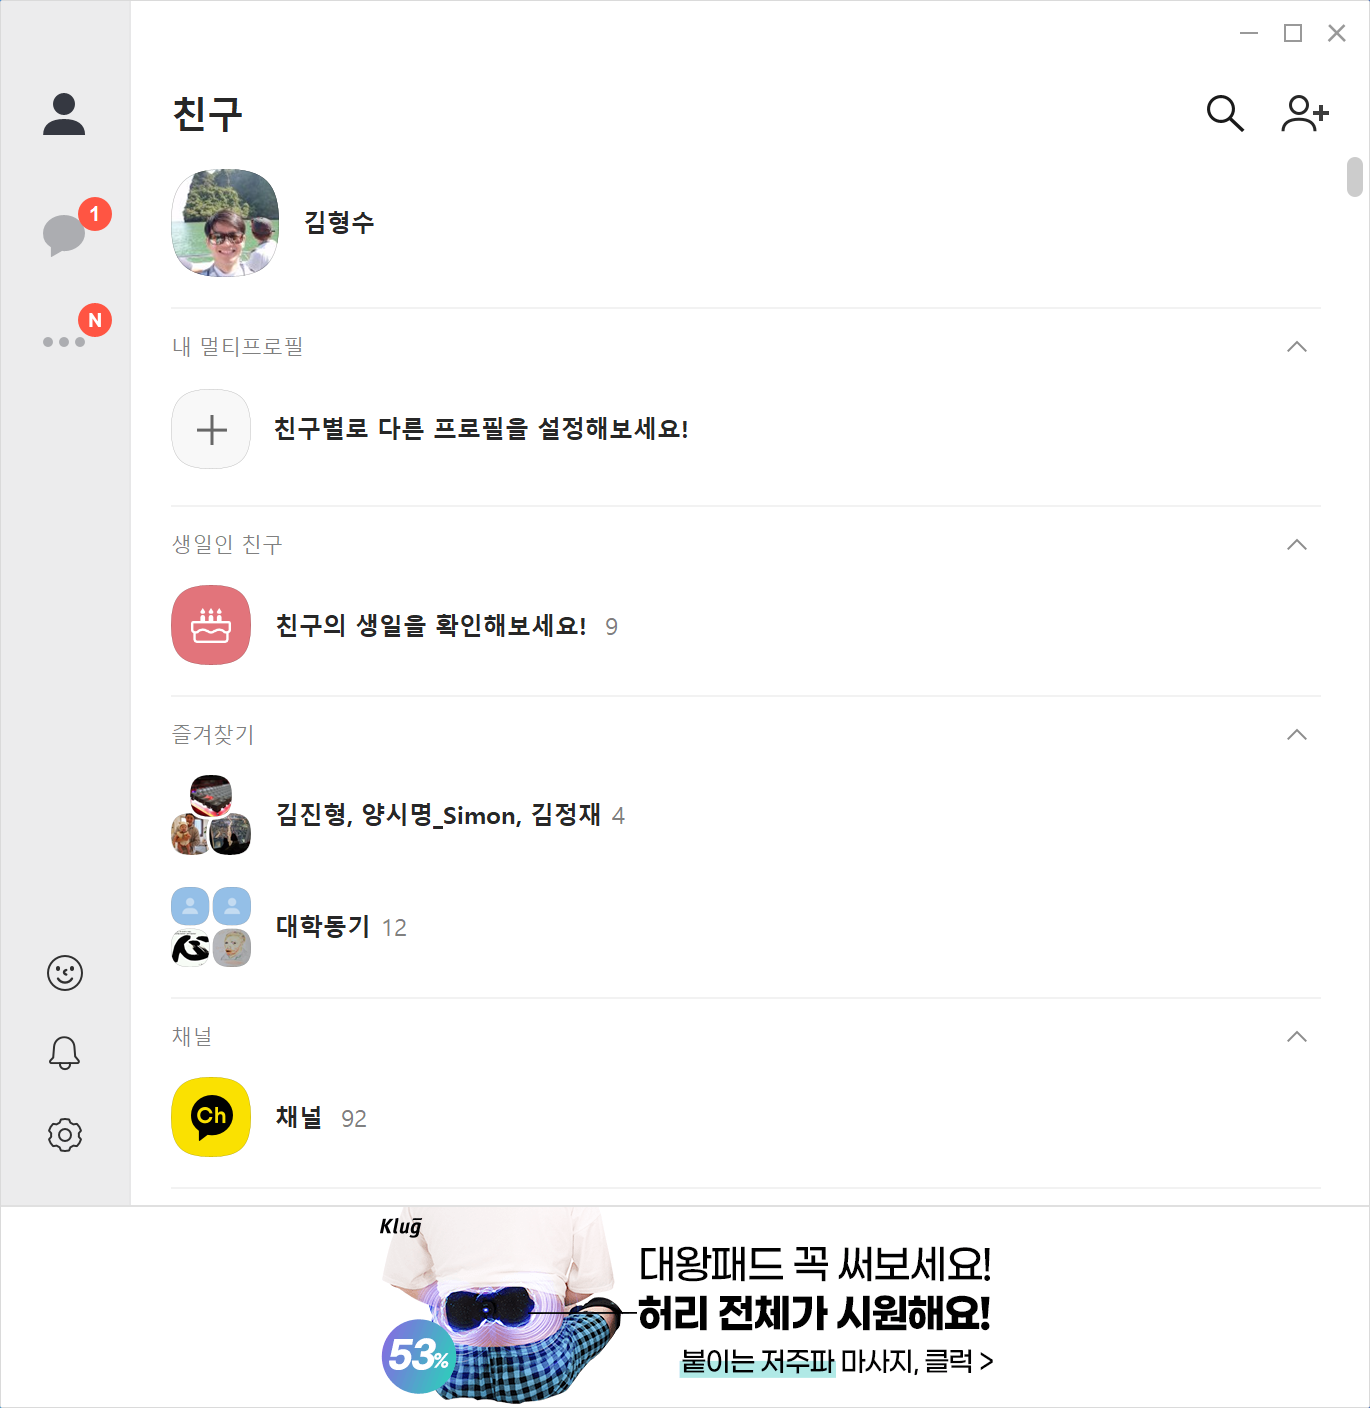 친구
1
김형수
N
내 멀티프로필
친구별로 다른 프로필을 설정해보세요!
생일인 친구
친구의 생일을 확인해보세요! 9
즐겨찾기
김진형, 양시명_Simon, 김정재 4
대학동기 12
채널
Ch
채널 92
Klug
대왕패드 꼭 써보세요!
허리 전체가 시원해요!
53%
붙이는 저주파 마사지, 클럭 >